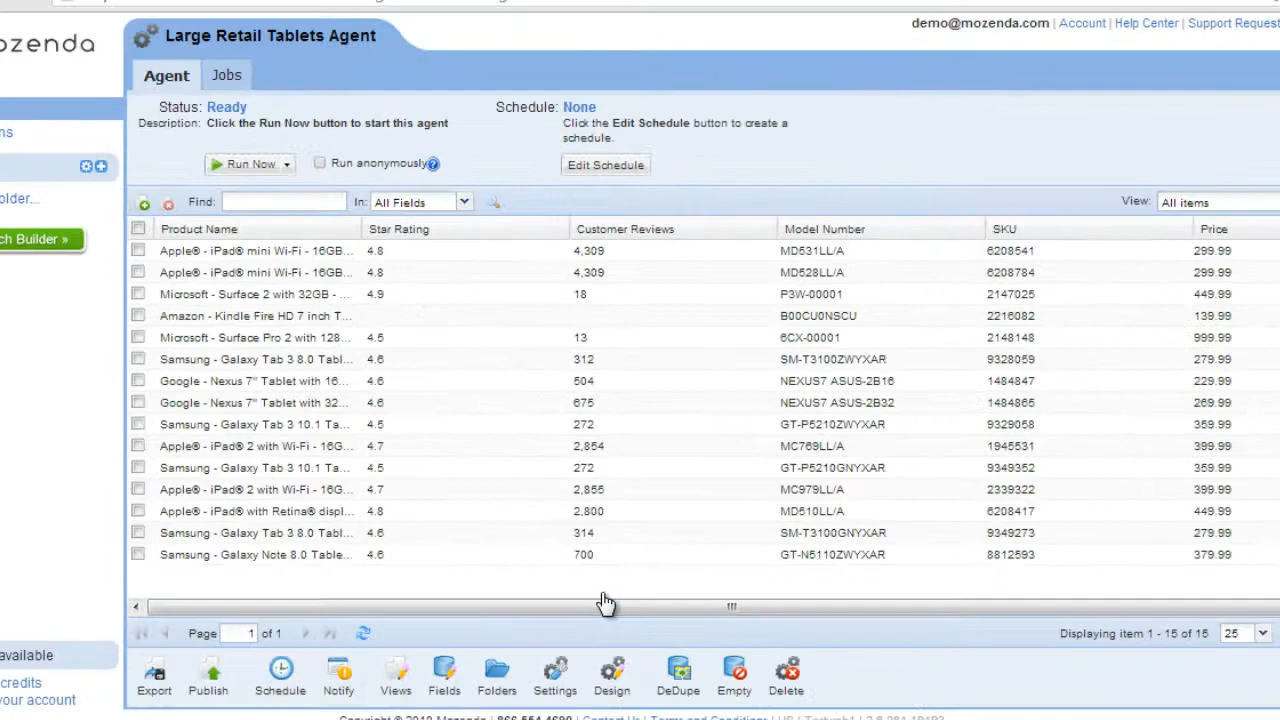 demo@mozenda.com | Account | Help Center | Support Request
ozenda
Large Retail Tablets Agent
Agent Jobs
Status: Ready Schedule: None
Description: Click the Run Now button to start this agent Click the Edit Schedule button to create a
schedule.
Run Now Run anonymously Edit Schedule
ns
older...
ch Builder »
Find: In: All Fields View: All items
Product Name Star Rating Customer Reviews Model Number SKU Price
Apple® - iPad® mini Wi-Fi - 16GB... 4.8 4,309 MD531LL/A 6208541 299.99
Apple® - iPad® mini Wi-Fi - 16GB... 4.8 4,309 MD528LL/A 6208784 299.99
Microsoft - Surface 2 with 32GB - ... 4.9 18 P3W-00001 2147025 449.99
Amazon - Kindle Fire HD 7 inch T... B00CU0NSCU 2216082 139.99
Microsoft - Surface Pro 2 with 128... 4.5 13 6CX-00001 2148148 999.99
Samsung - Galaxy Tab 3 8.0 Tabl... 4.6 312 SM-T3100ZWYXAR 9328059 279.99
Google - Nexus 7" Tablet with 16... 4.6 504 NEXUS7 ASUS-2B16 1484847 229.99
Google - Nexus 7" Tablet with 32... 4.6 675 NEXUS7 ASUS-2B32 1484865 269.99
Samsung - Galaxy Tab 3 10.1 Ta... 4.5 272 GT-P5210ZWYXAR 9329058 359.99
Apple® - iPad® 2 with Wi-Fi - 16G... 4.7 2,854 MC769LL/A 1945531 399.99
Samsung - Galaxy Tab 3 10.1 Ta... 4.5 272 GT-P5210GNYXAR 9349352 359.99
Apple® - iPad® 2 with Wi-Fi - 16G... 4.7 2,855 MC979LL/A 2339322 399.99
Apple® - iPad® with Retina® displ... 4.8 2,800 MD510LL/A 6208417 449.99
Samsung - Galaxy Tab 3 8.0 Tabl... 4.6 314 SM-T3100GNYXAR 9349273 279.99
Samsung - Galaxy Note 8.0 Table... 4.6 700 GT-N5110ZWYXAR 8812593 379.99
Page 1 of 1 Displaying item 1 - 15 of 15 25
available
credits
your account
Export Publish Schedule Notify Views Fields Folders Settings Design DeDupe Empty Delete
Mozenda | 866.554.4690 | Contact Us | Terms and Conditions | US |